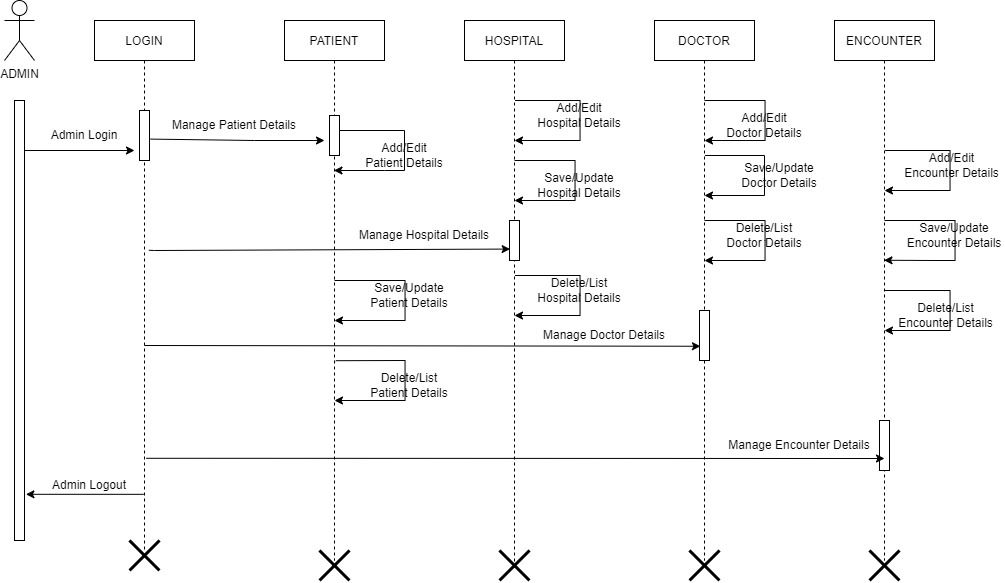 LOGIN
PATIENT
HOSPITAL
DOCTOR
ENCOUNTER
ADMIN
Admin Login
Manage Patient Details
Add/Edit
Patient Details
Add/Edit
Hospital Details
Add/Edit
Doctor Details
Add/Edit
Encounter Details
Save/Update
Hospital Details
Save/Update
Doctor Details
Manage Hospital Details
Delete/List
Doctor Details
Save/Update
Encounter Details
Save/Update
Patient Details
Delete/List
Hospital Details
Delete/List
Encounter Details
Manage Doctor Details
Delete/List
Patient Details
Manage Encounter Details
Admin Logout